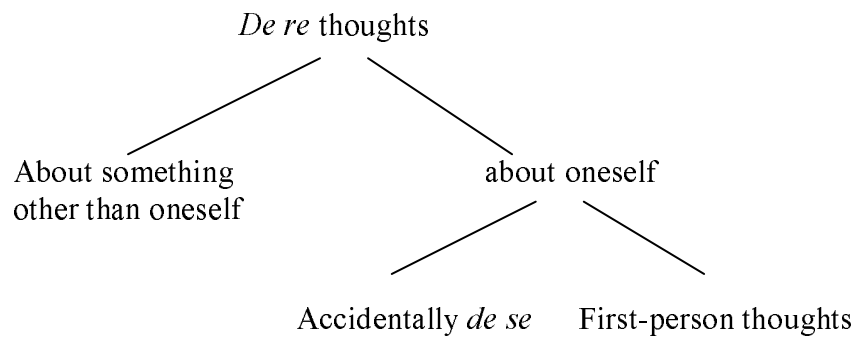 De re thoughts
About something
other than oneself
about oneself
Accidentally de se
First-person thoughts